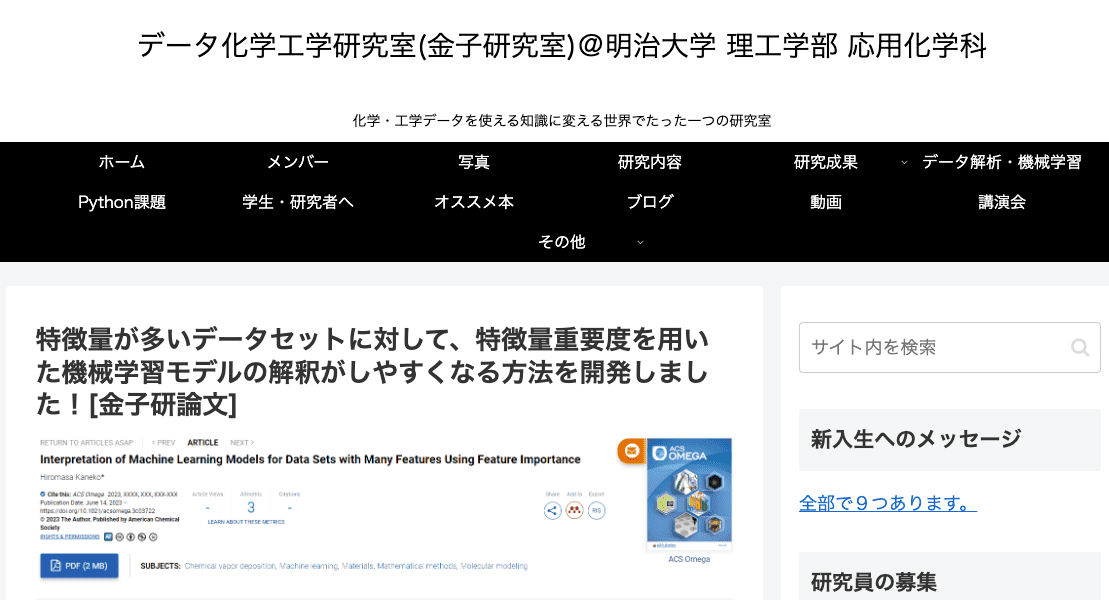 データ化学工学研究室(金子研究室)＠明治大学 理工学部 応用化学科
化学・工学データを使える知識に変える世界でたった一つの研究室
ホーム メンバー 写真 研究内容 研究成果 データ解析・機械学習
Python課題 学生・研究者へ オススメ本 ブログ 動画 講演会
その他
特徴量が多いデータセットに対して、特徴量重要度を用い
た機械学習モデルの解釈がしやすくなる方法を開発しまし
た！[金子研論文]
RETURN TO ARTICLES ASAP < PREV ARTICLE NEXT >
Interpretation of Machine Learning Models for Data Sets with Many Features Using Feature Importance
Hiromasa Kaneko*
Cite this: ACS Omega 2023, XXXX, XXX, XXX-XXX
Publication Date: June 14, 2023
https://doi.org/10.1021/acsomega.3c03722
© 2023 The Author. Published by American Chemical
Society
RIGHTS & PERMISSIONS
Article Views Altmetric Citations
- 3 -
LEARN ABOUT THESE METRICS
Share Add to Export
RIS
ACS
OMEGA
ACS Omega
PDF (2 MB)
SUBJECTS: Chemical vapor deposition, Machine learning, Materials, Mathematical methods, Molecular modeling
サイト内を検索
新入生へのメッセージ
全部で９つあります。
研究員の募集